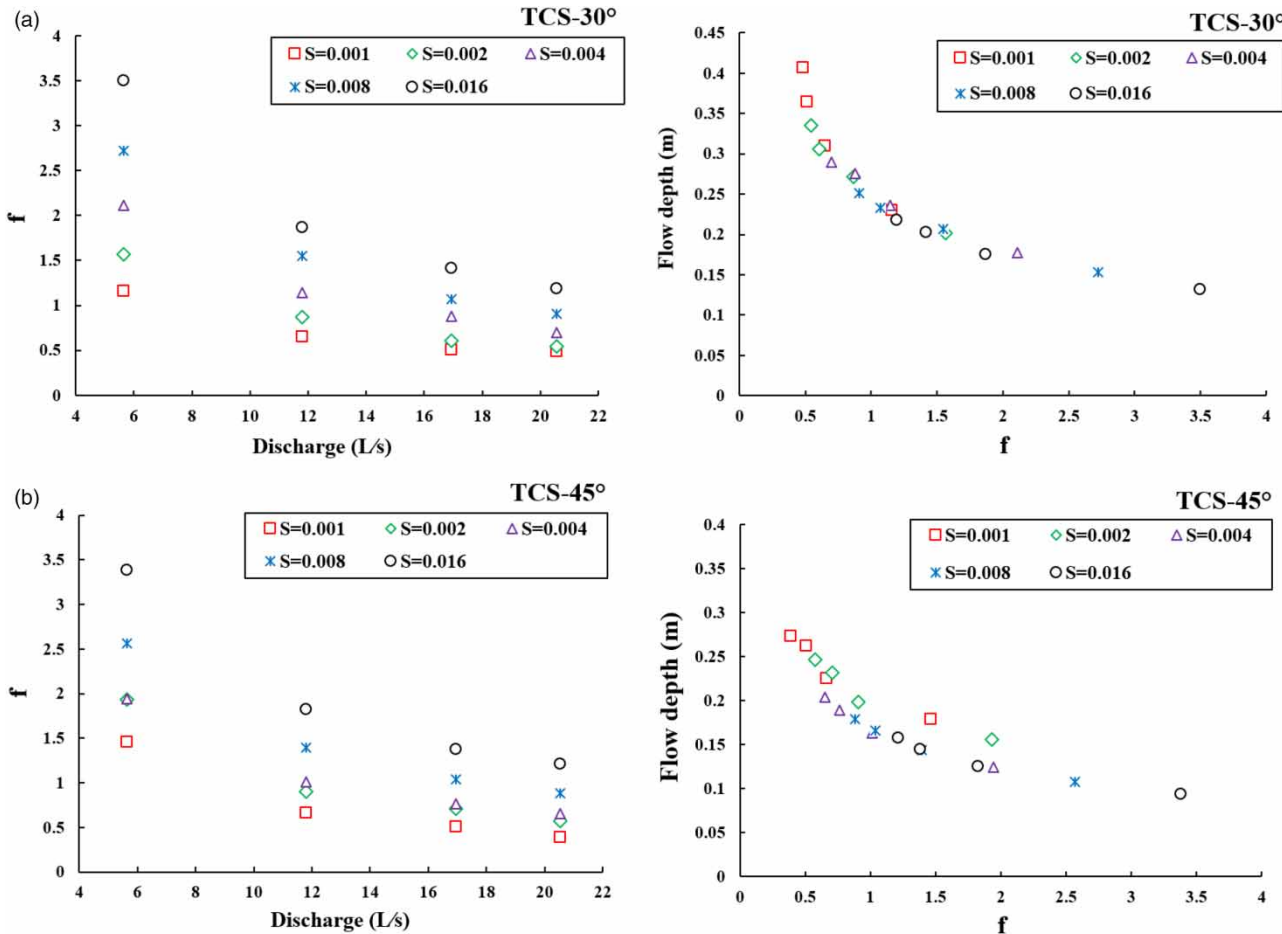 (a)
TCS-30°
S=0.001 S=0.002 S=0.004
S=0.008 S=0.016
f
4
3.5
3
2.5
2
1.5
1
0.5
0
4 6 8 10 12 14 16 18 20 22
Discharge (L/s)
TCS-30°
S=0.001 S=0.002 S=0.004
S=0.008 S=0.016
Flow depth (m)
0.45
0.4
0.35
0.3
0.25
0.2
0.15
0.1
0.05
0
0 0.5 1 1.5 2 2.5 3 3.5 4
f
(b)
TCS-45°
S=0.001 S=0.002 S=0.004
S=0.008 S=0.016
f
4
3.5
3
2.5
2
1.5
1
0.5
0
4 6 8 10 12 14 16 18 20 22
Discharge (L/s)
TCS-45°
S=0.001 S=0.002 S=0.004
S=0.008 S=0.016
Flow depth (m)
0.4
0.35
0.3
0.25
0.2
0.15
0.1
0.05
0
0 0.5 1 1.5 2 2.5 3 3.5 4
f